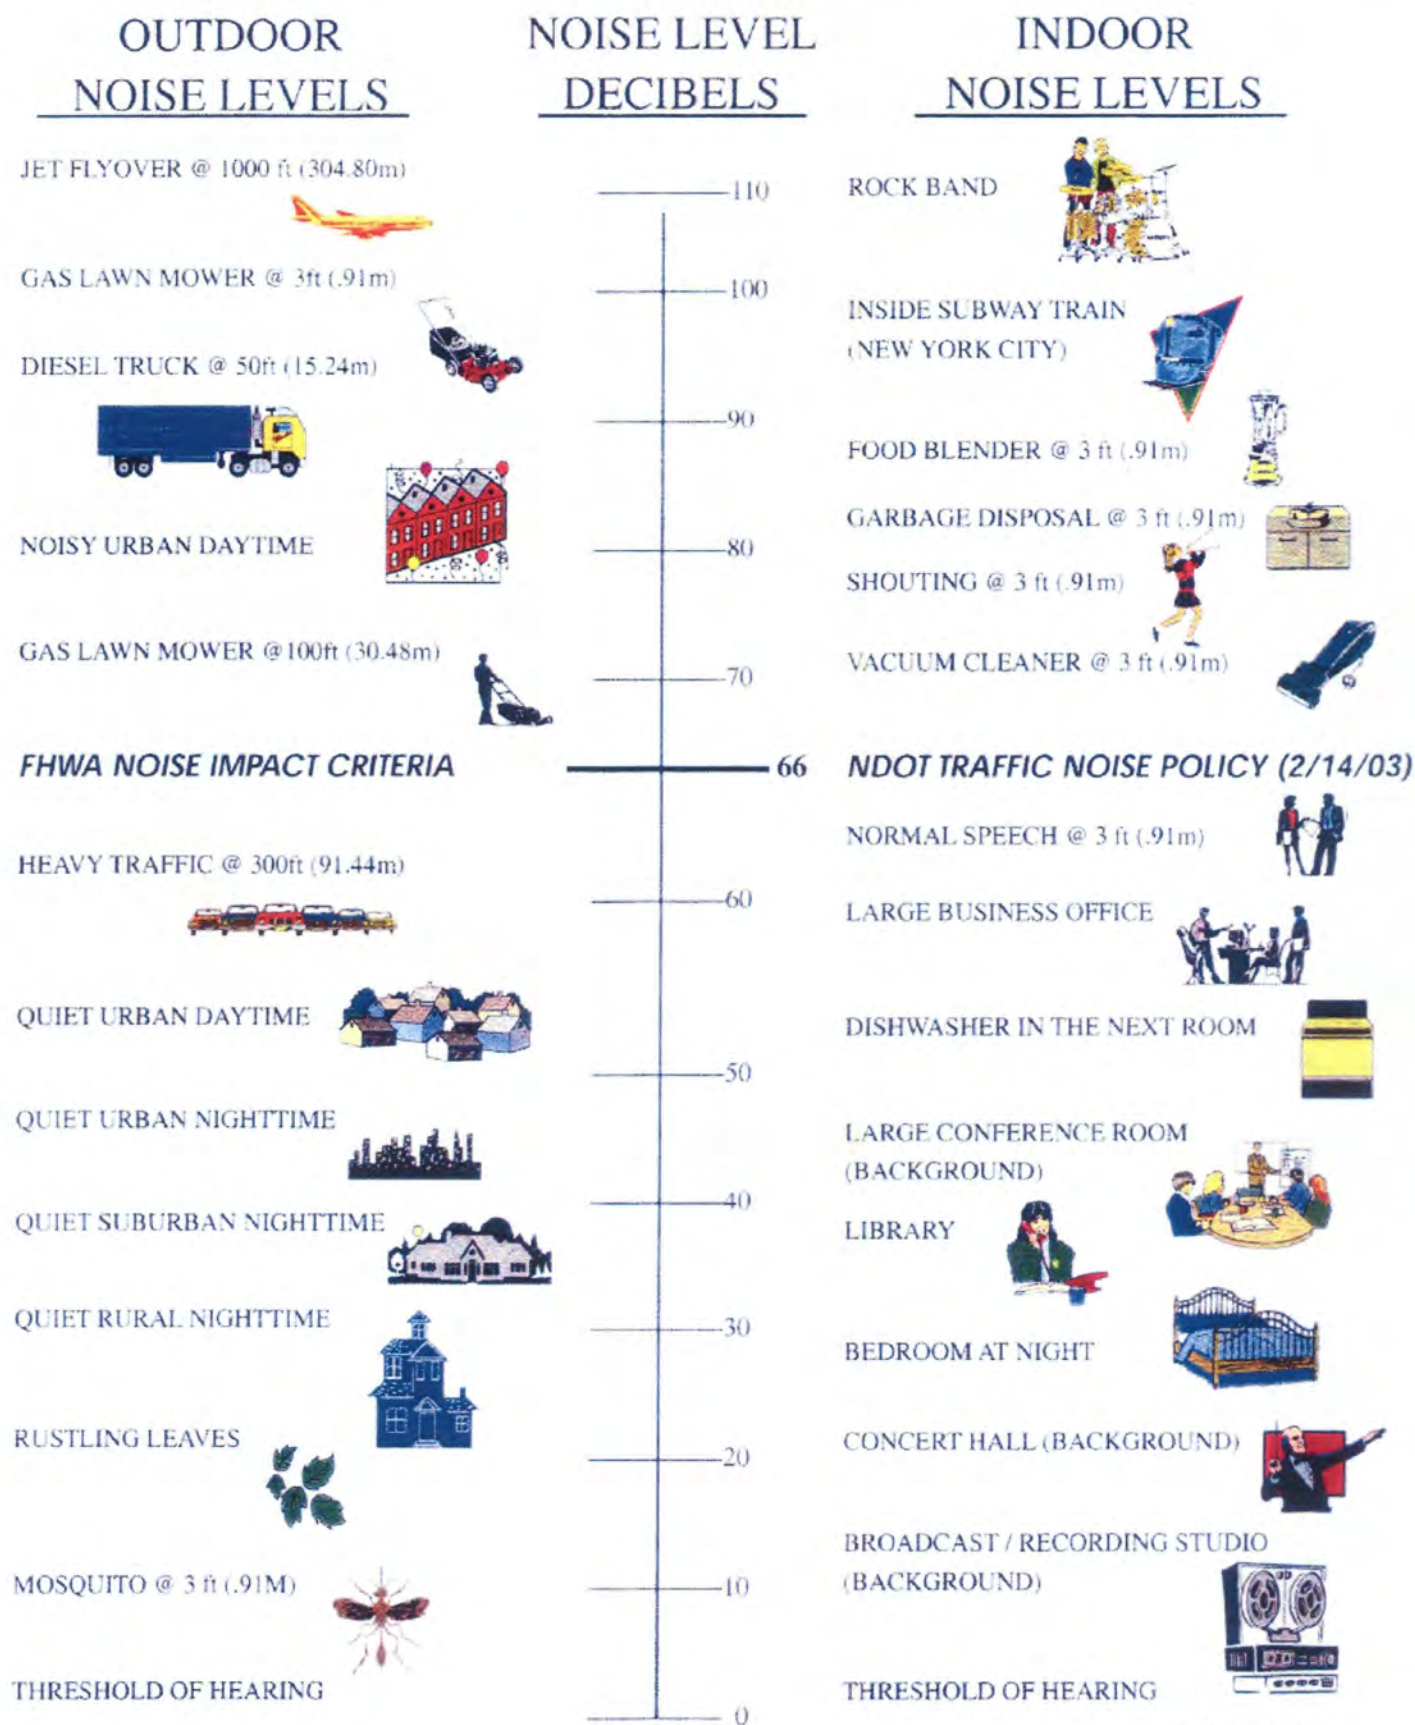 OUTDOOR
NOISE LEVELS
NOISE LEVEL
DECIBELS
INDOOR
NOISE LEVELS
JET FLYOVER @ 1000 ft (304.80m)
110
ROCK BAND
GAS LAWN MOWER @ 3ft (.91m)
100
INSIDE SUBWAY TRAIN
(NEW YORK CITY)
DIESEL TRUCK @ 50ft (15.24m)
90
FOOD BLENDER @ 3 ft (.91m)
GARBAGE DISPOSAL @ 3 ft (.91m)
NOISY URBAN DAYTIME
80
SHOUTING @ 3 ft (.91m)
GAS LAWN MOWER @100ft (30.48m)
VACUUM CLEANER @ 3 ft (.91m)
70
FHWA NOISE IMPACT CRITERIA
66
NDOT TRAFFIC NOISE POLICY (2/14/03)
NORMAL SPEECH @ 3 ft (.91m)
HEAVY TRAFFIC @ 300ft (91.44m)
60
LARGE BUSINESS OFFICE
QUIET URBAN DAYTIME
DISHWASHER IN THE NEXT ROOM
50
QUIET URBAN NIGHTTIME
LARGE CONFERENCE ROOM
(BACKGROUND)
40
QUIET SUBURBAN NIGHTTIME
LIBRARY
QUIET RURAL NIGHTTIME
30
BEDROOM AT NIGHT
RUSTLING LEAVES
20
CONCERT HALL (BACKGROUND)
BROADCAST / RECORDING STUDIO
(BACKGROUND)
MOSQUITO @ 3 ft (.91M)
10
THRESHOLD OF HEARING
THRESHOLD OF HEARING
0